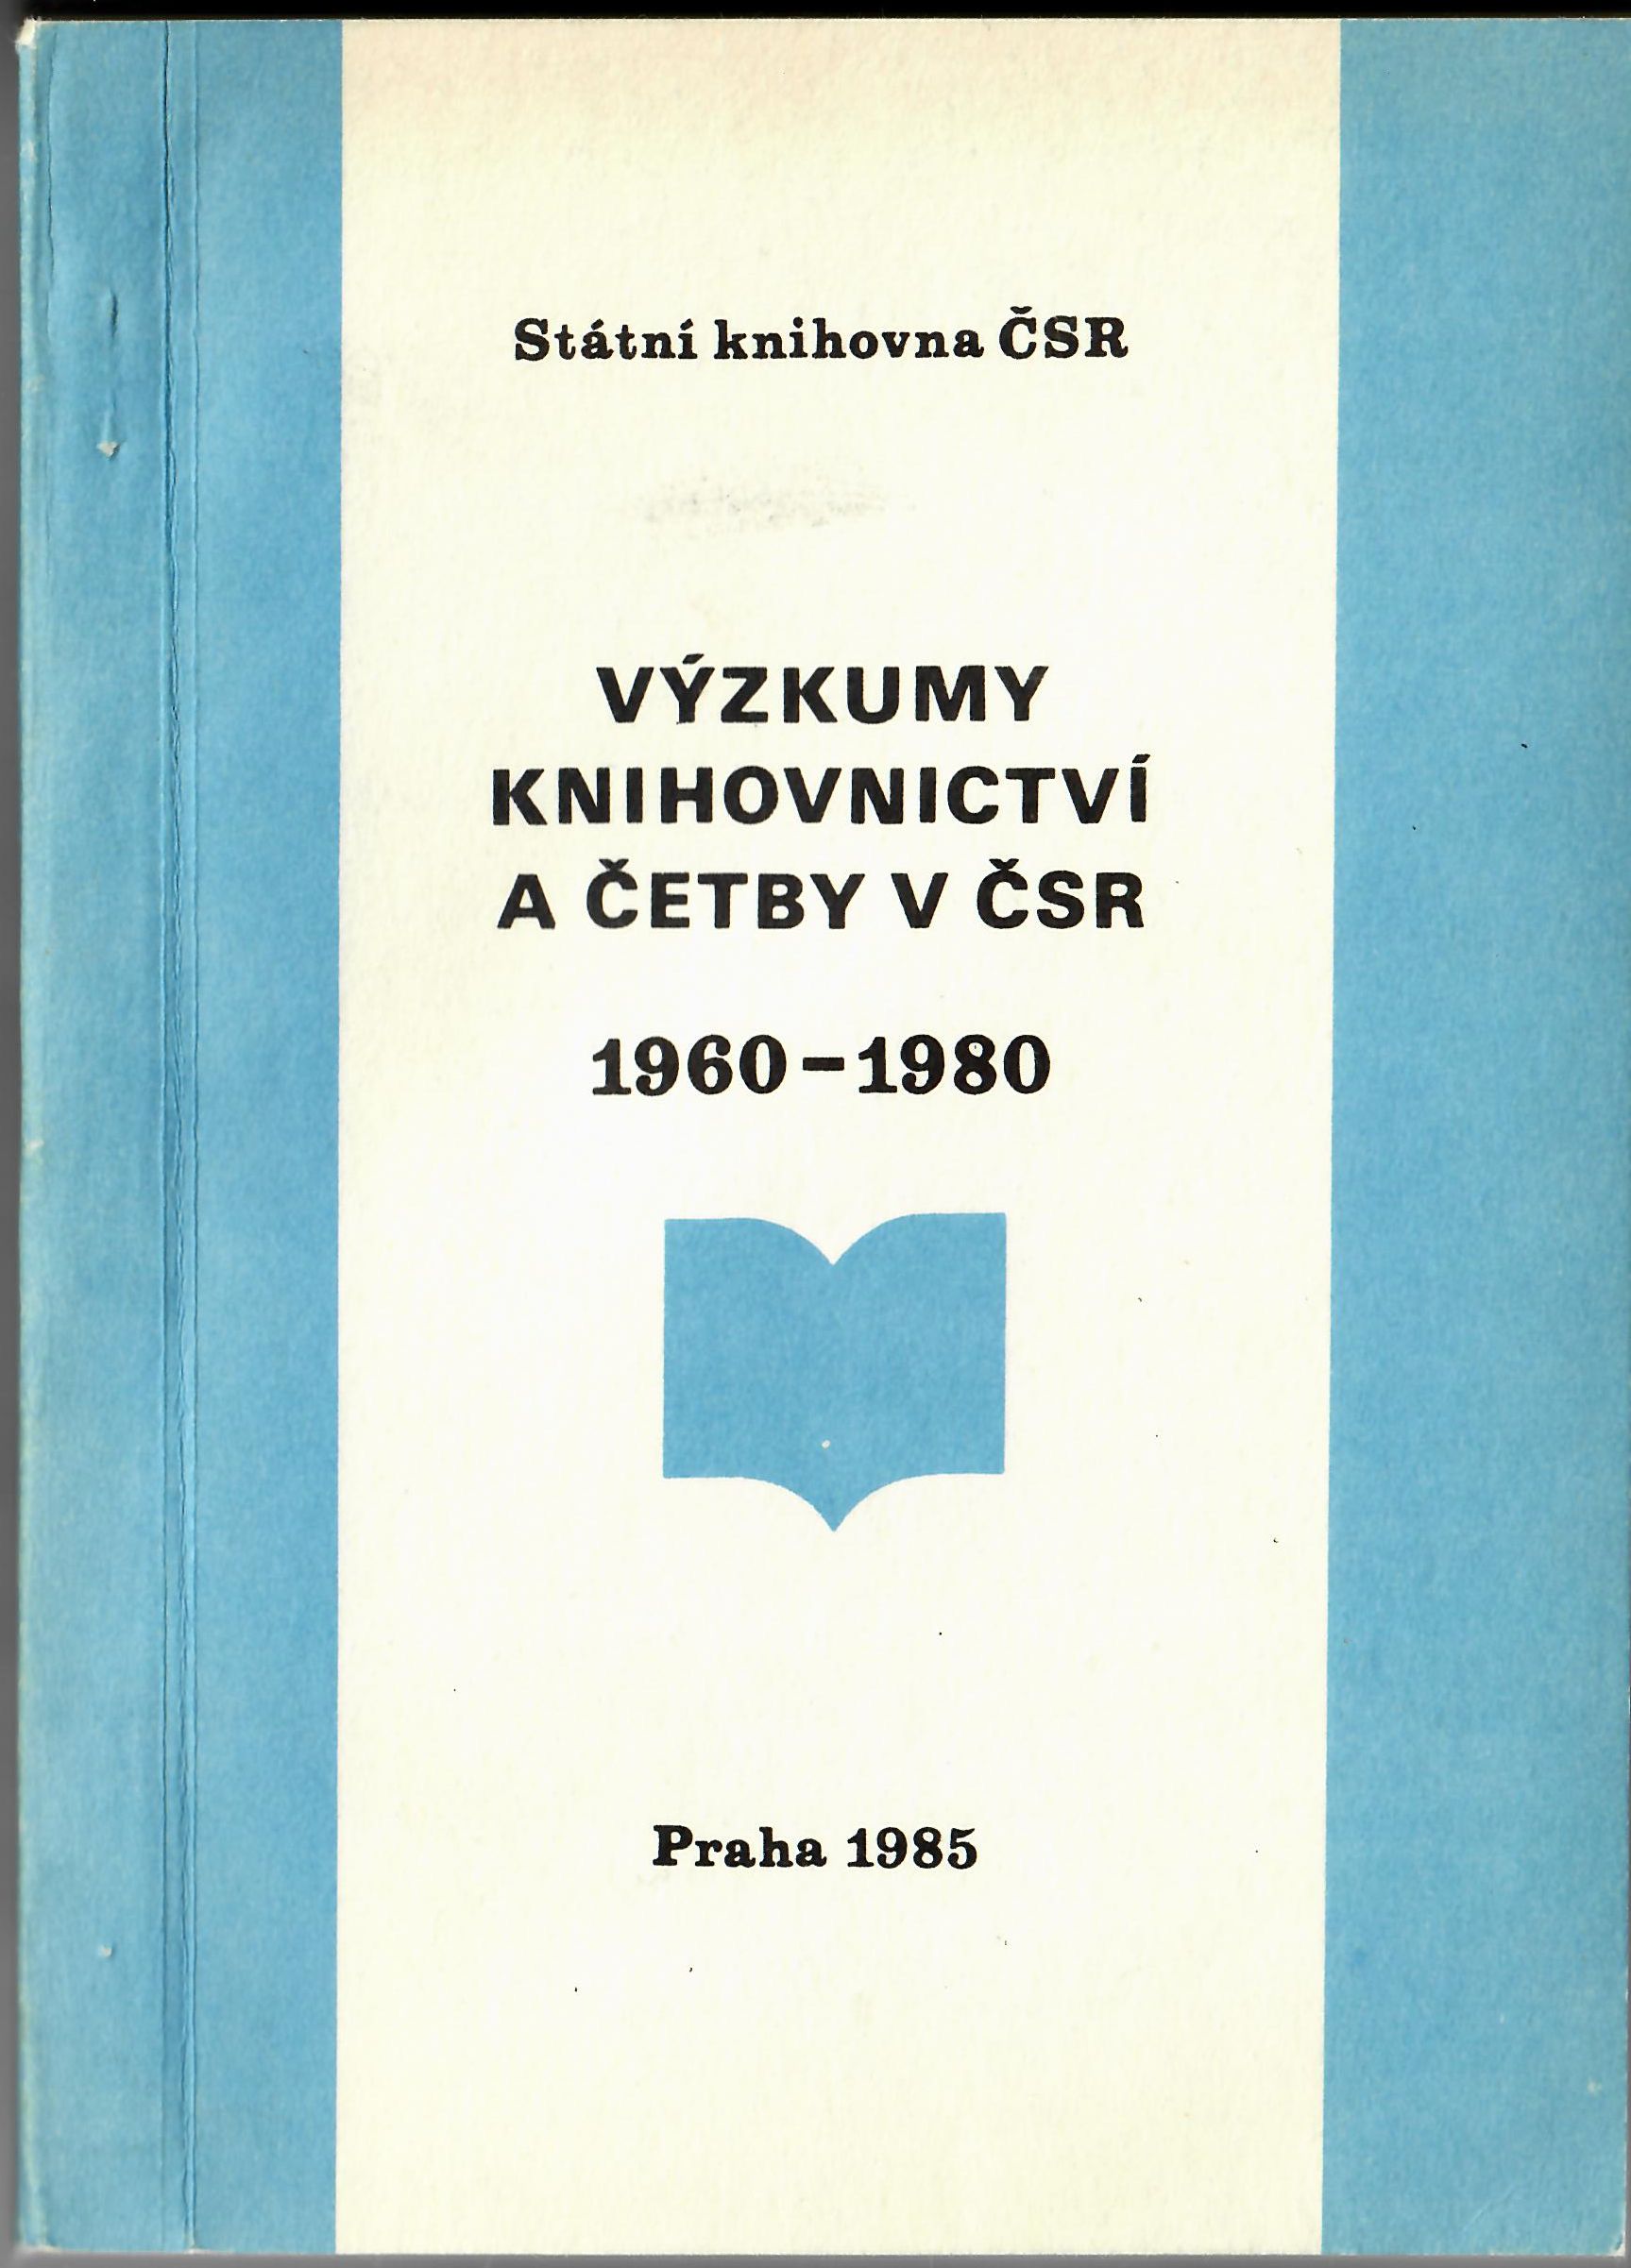 Státní knihovna ČSR
VÝZKUMY
KNIHOVNICTVÍ
A ČETBY V ČSR
1960-1980
Praha 1985